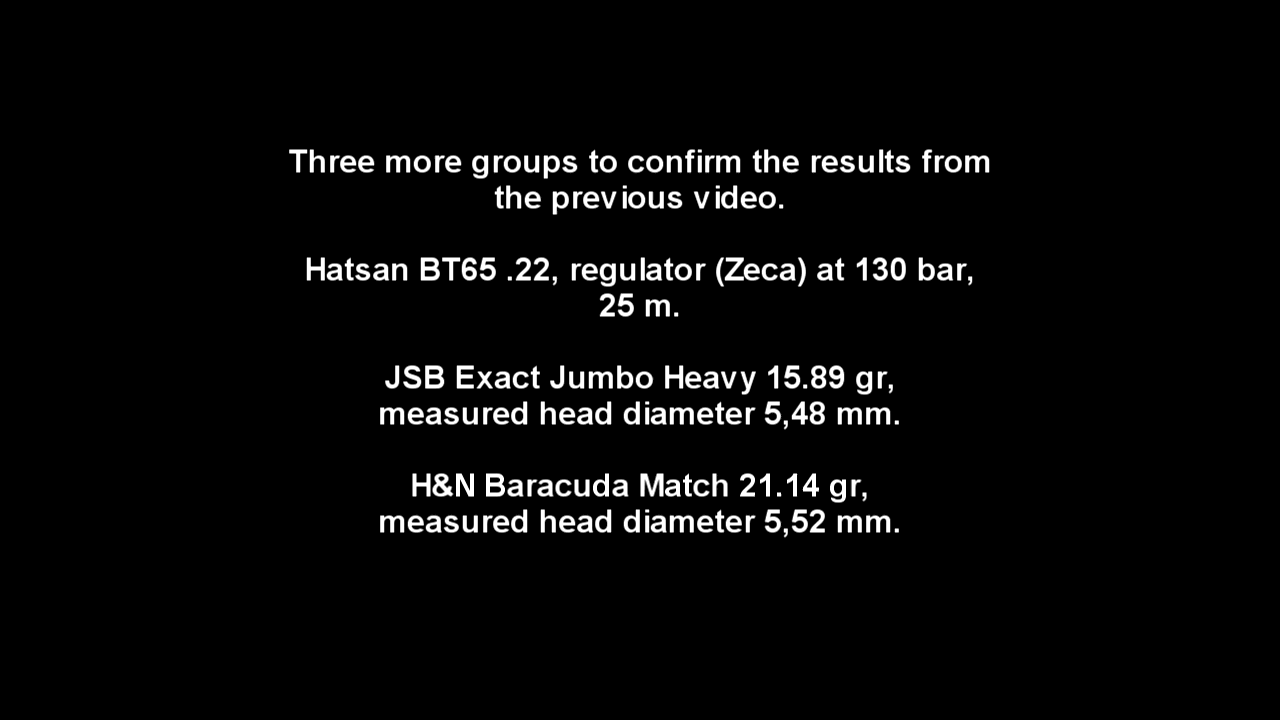 Three more groups to confirm the results from
the previous video.
Hatsan BT65 .22, regulator (Zeca) at 130 bar,
25 m.
JSB Exact Jumbo Heavy 15.89 gr,
measured head diameter 5,48 mm.
H&N Baracuda Match 21.14 gr,
measured head diameter 5,52 mm.